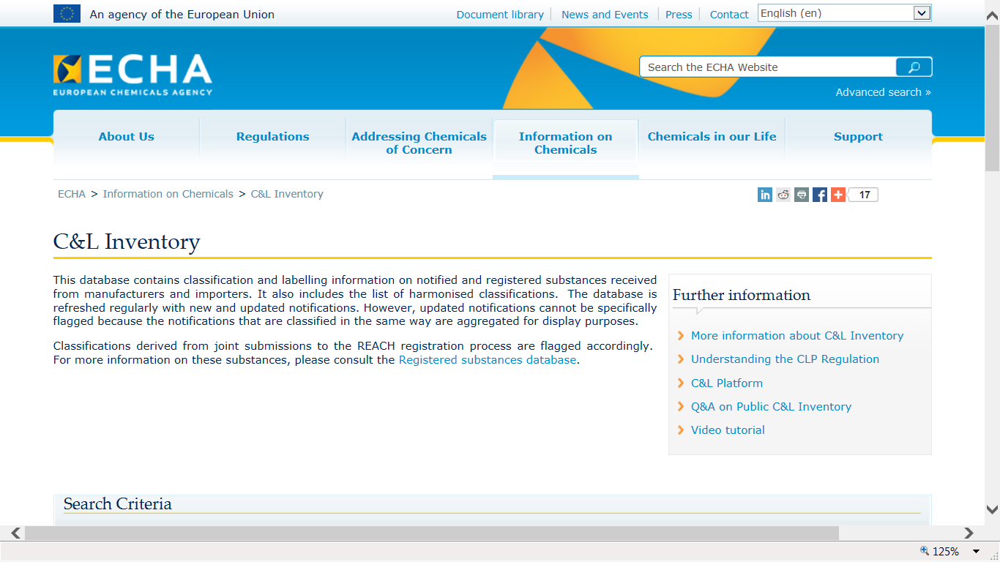 An agency of the European Union
Document library
News and Events
Press
Contact
English (en)
ECHA
EUROPEAN CHEMICALS AGENCY
Search the ECHA Website
Advanced search »
About Us
Regulations
Addressing Chemicals
of Concern
Information on
Chemicals
Chemicals in our Life
Support
ECHA > Information on Chemicals > C&L Inventory
17
C&L Inventory
This database contains classification and labelling information on notified and registered substances received
from manufacturers and importers. It also includes the list of harmonised classifications. The database is
refreshed regularly with new and updated notifications. However, updated notifications cannot be specifically
flagged because the notifications that are classified in the same way are aggregated for display purposes.
Classifications derived from joint submissions to the REACH registration process are flagged accordingly.
For more information on these substances, please consult the Registered substances database.
Further information
More information about C&L Inventory
Understanding the CLP Regulation
C&L Platform
Q&A on Public C&L Inventory
Video tutorial
Search Criteria
125%